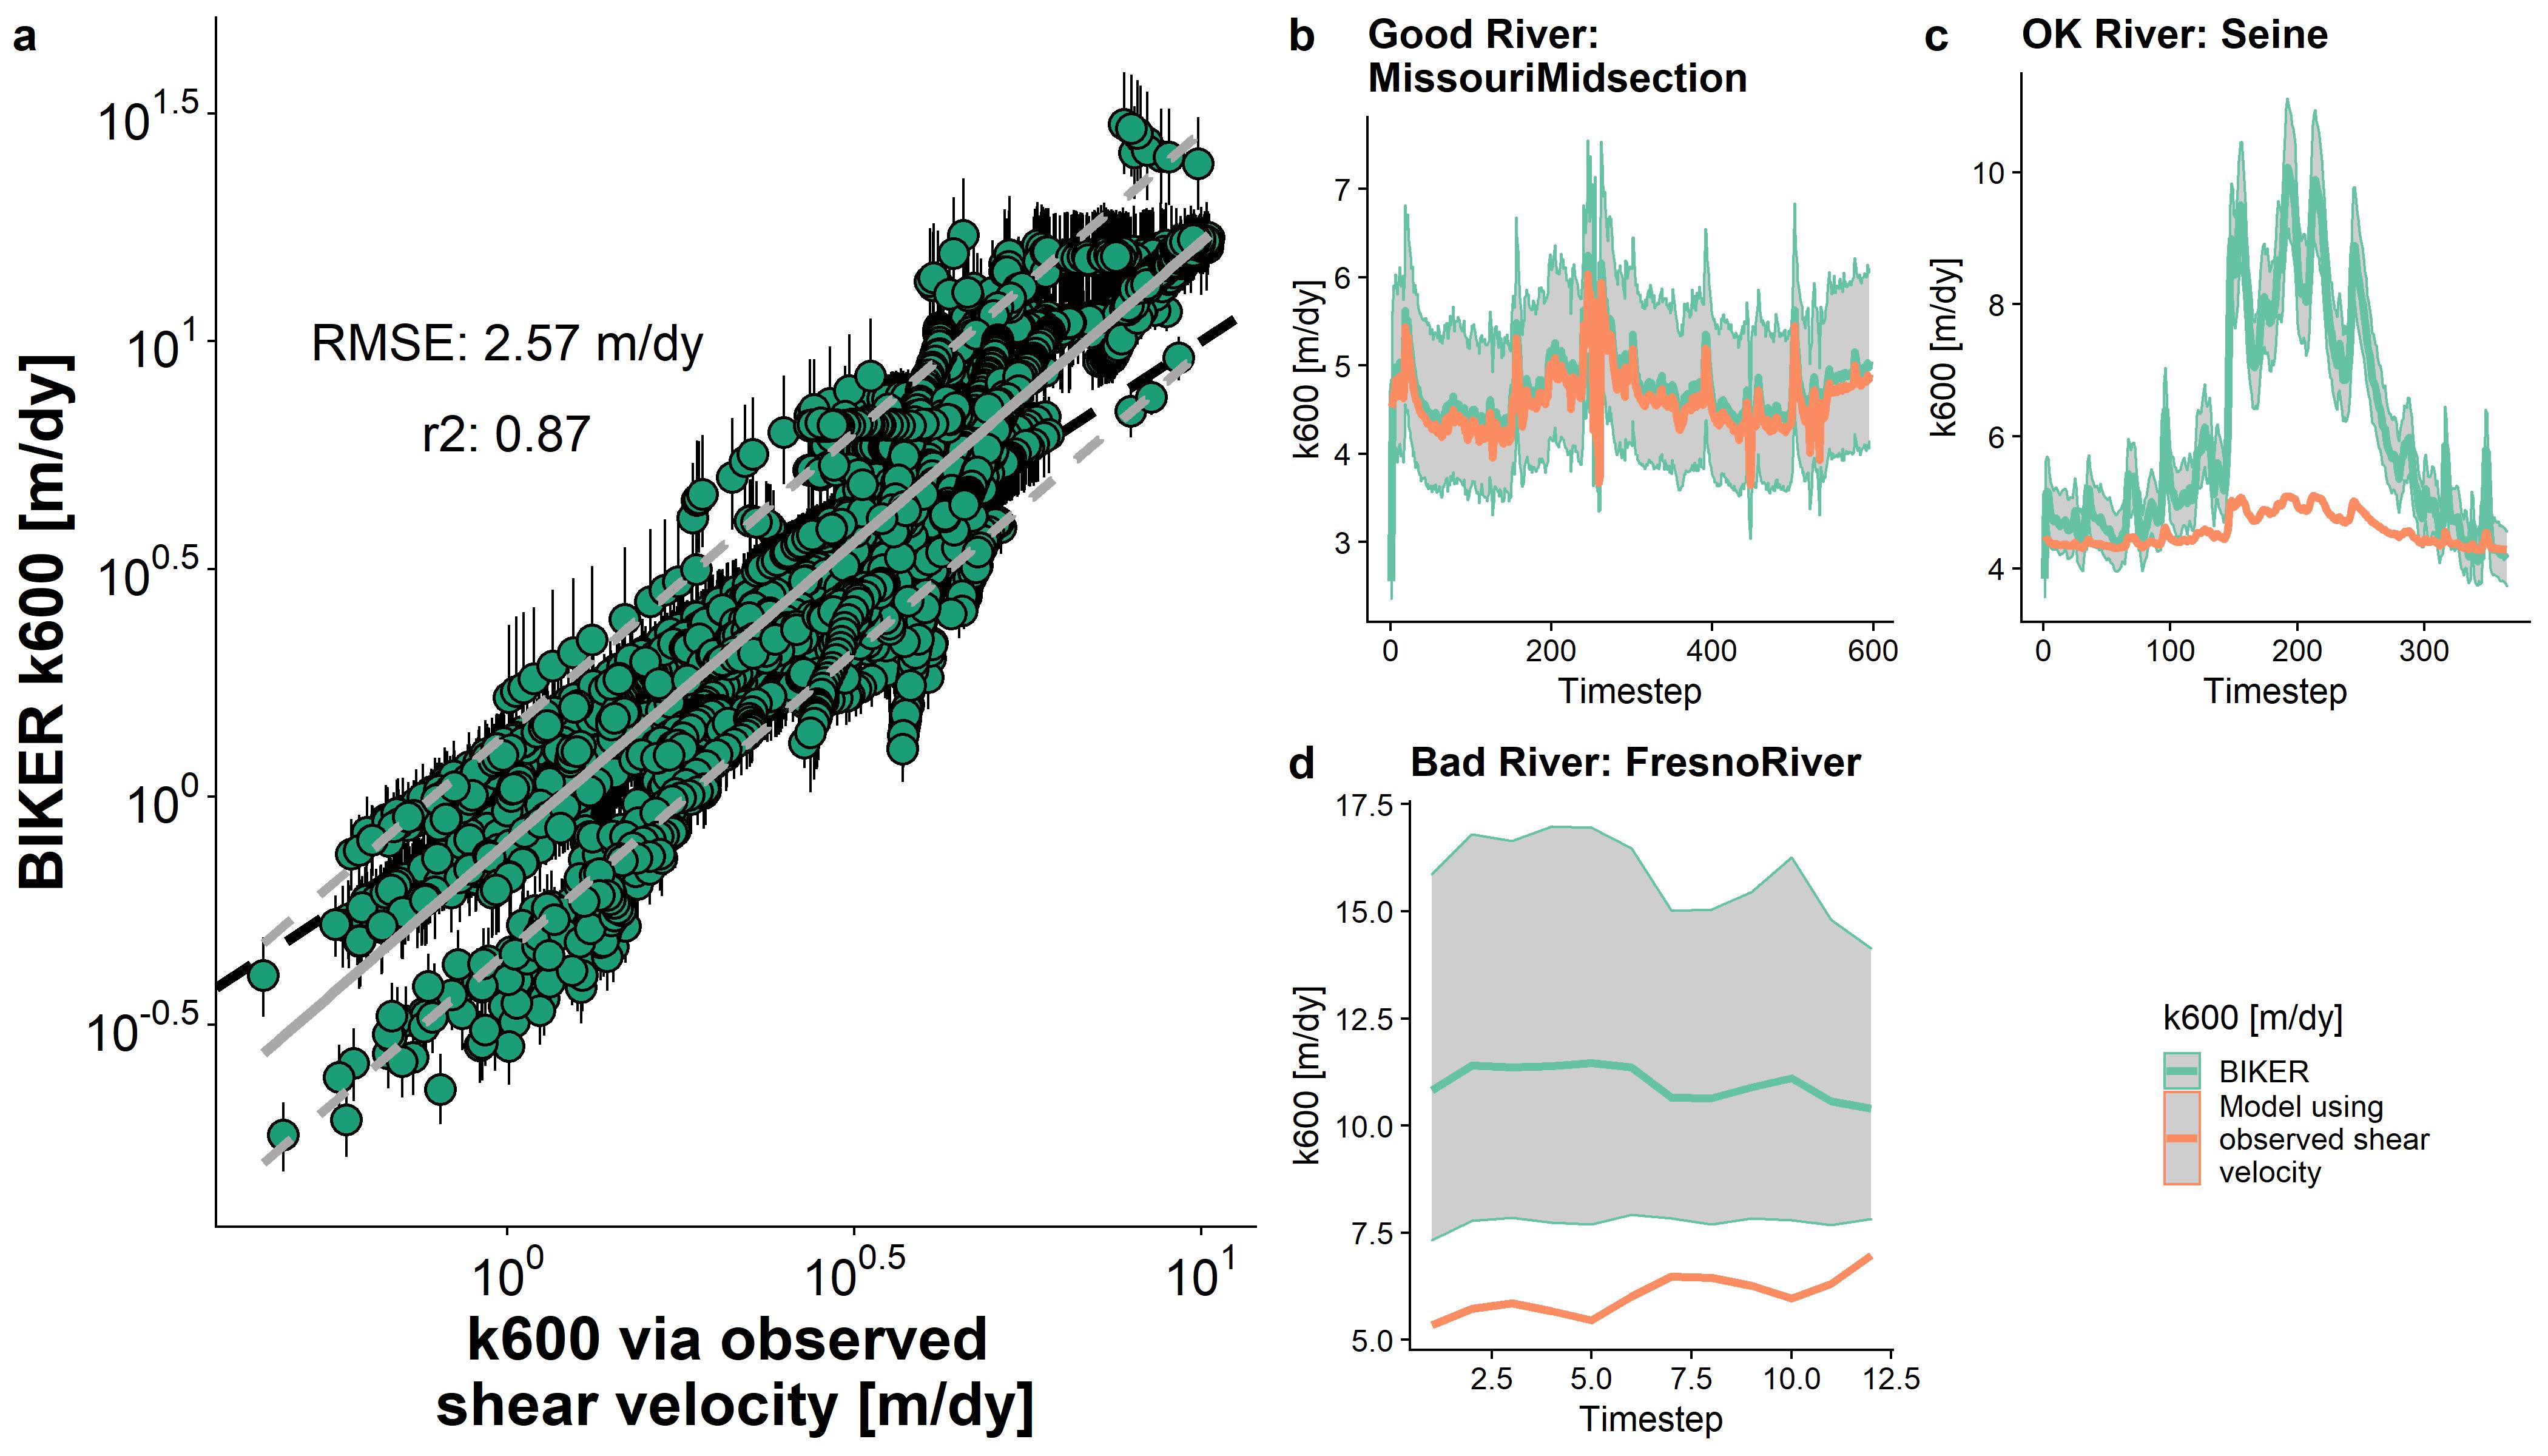 a
BIKER k600 [m/dy]
10^1.5
10^1
10^0.5
10^0
10^-0.5
RMSE: 2.57 m/dy
r2: 0.87
10^0
10^0.5
10^1
k600 via observed
shear velocity [m/dy]
b
Good River:
MissouriMidsection
k600 [m/dy]
7
6
5
4
3
0
200
400
600
Timestep
c
OK River: Seine
k600 [m/dy]
10
8
6
4
0
100
200
300
Timestep
d
Bad River: FresnoRiver
k600 [m/dy]
17.5
15.0
12.5
10.0
7.5
5.0
2.5
5.0
7.5
10.0
12.5
Timestep
k600 [m/dy]
BIKER
Model using
observed shear
velocity